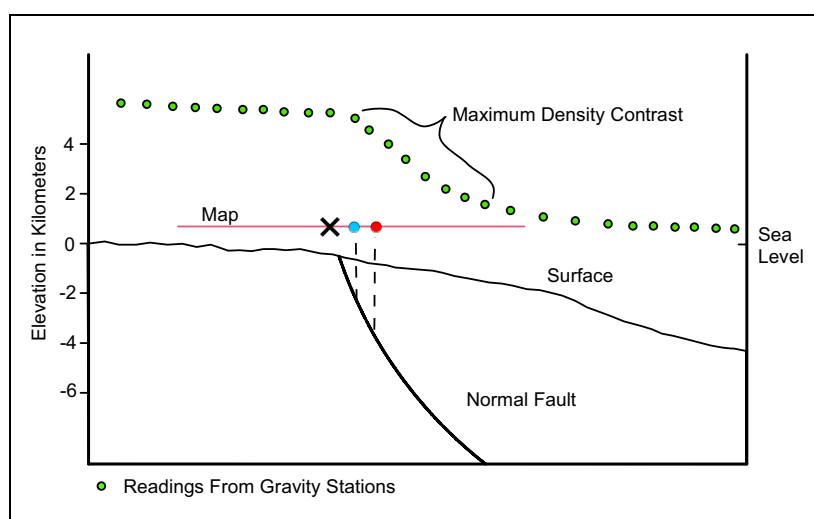 Maximum Density Contrast
4
Elevation in Kilometers
2
Map
0
Sea
Level
Surface
-2
-4
-6
Normal Fault
Readings From Gravity Stations